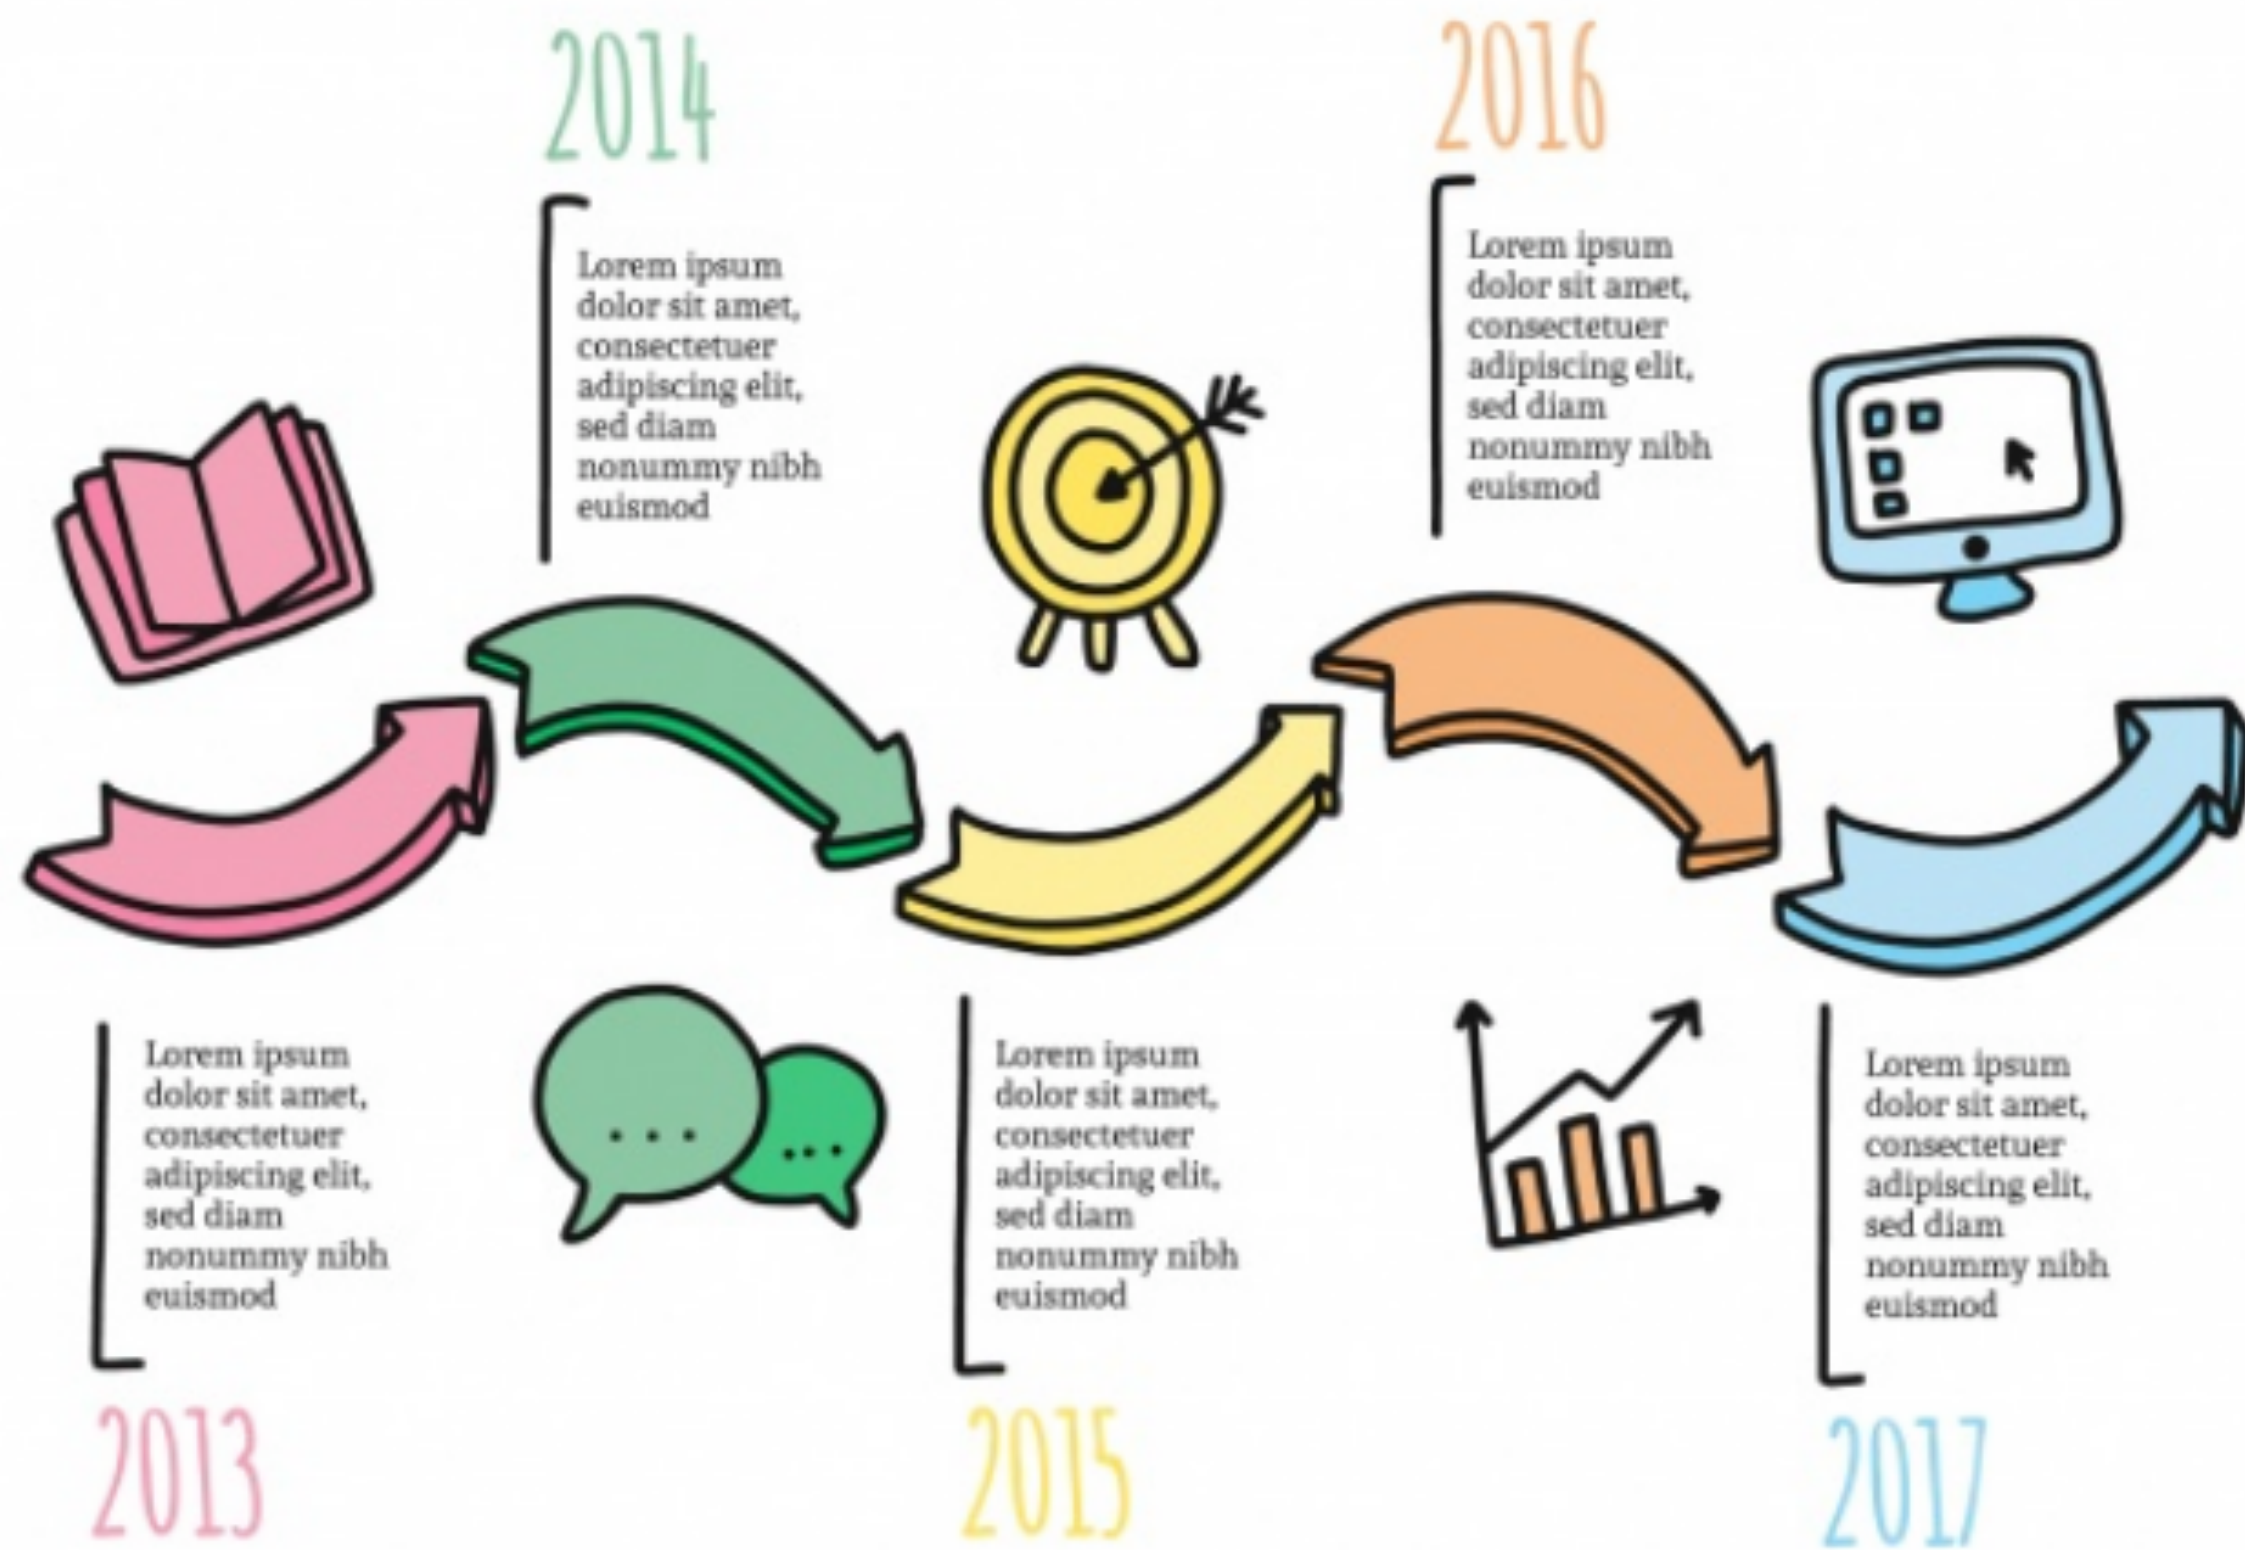 2014
Lorem ipsum
dolor sit amet,
consectetuer
adipiscing elit,
sed diam
nonummy nibh
euismod
2016
Lorem ipsum
dolor sit amet,
consectetuer
adipiscing elit,
sed diam
nonummy nibh
euismod
Lorem ipsum
dolor sit amet,
consectetuer
adipiscing elit,
sed diam
nonummy nibh
euismod
2013
Lorem ipsum
dolor sit amet,
consectetuer
adipiscing elit,
sed diam
nonummy nibh
euismod
2015
Lorem ipsum
dolor sit amet,
consectetuer
adipiscing elit,
sed diam
nonummy nibh
euismod
2017